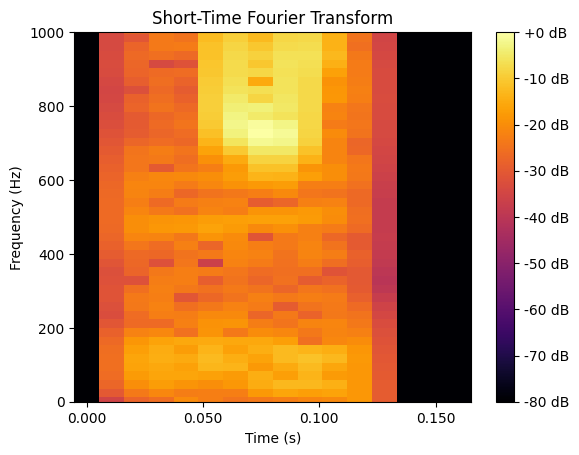 Short-Time Fourier Transform
1000
800
600
400
200
0
Frequency (Hz)
0.000
0.050
0.100
0.150
Time (s)
+0 dB
-10 dB
-20 dB
-30 dB
-40 dB
-50 dB
-60 dB
-70 dB
-80 dB